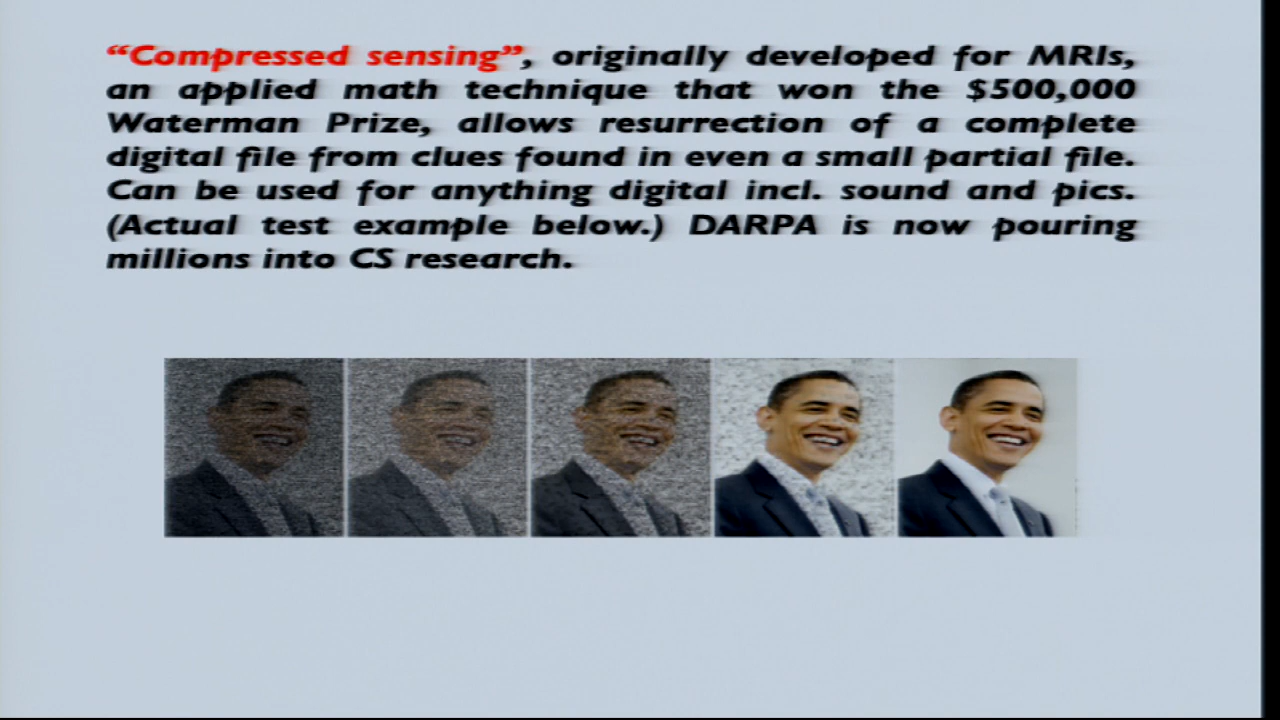 “Compressed sensing”, originally developed for MRIs,
an applied math technique that won the $500,000
Waterman Prize, allows resurrection of a complete
digital file from clues found in even a small partial file.
Can be used for anything digital incl. sound and pics.
(Actual test example below.) DARPA is now pouring
millions into CS research.